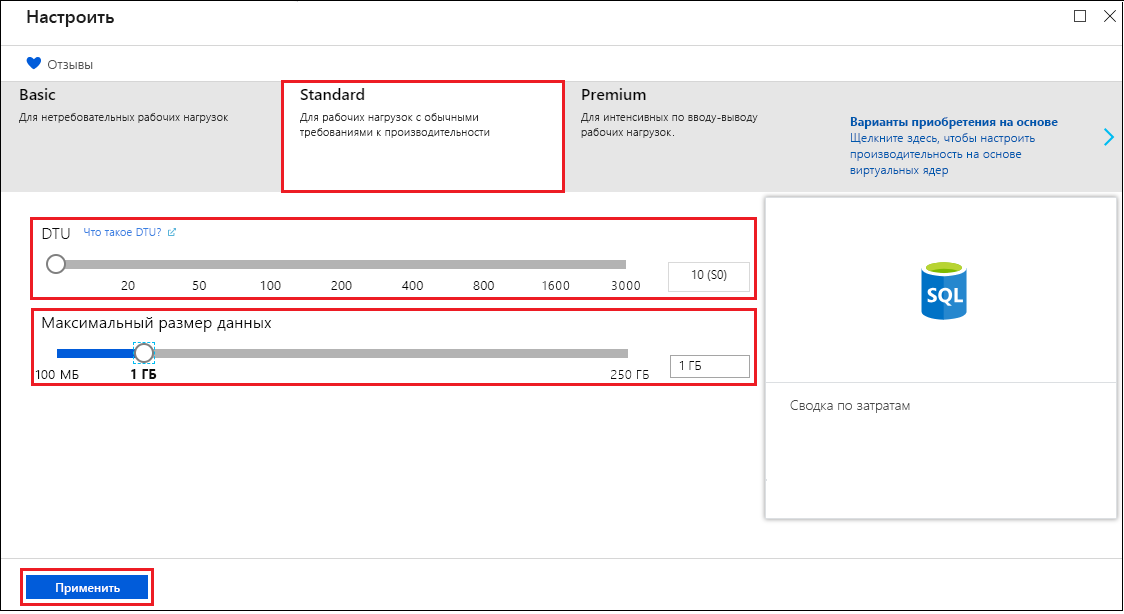 Настроить
Отзывы
Basic
Для нетребовательных рабочих нагрузок
Standard
Для рабочих нагрузок с обычными
требованиями к производительности
Premium
Для интенсивных по вводу-выводу
рабочих нагрузок.
Варианты приобретения на основе
Щелкните здесь, чтобы настроить
производительность на основе
виртуальных ядер
DTU Что такое DTU?
20 50 100 200 400 800 1600 3000
10 (S0)
Максимальный размер данных
100 МБ 1 ГБ 250 ГБ
1 ГБ
SQL
Сводка по затратам
Применить